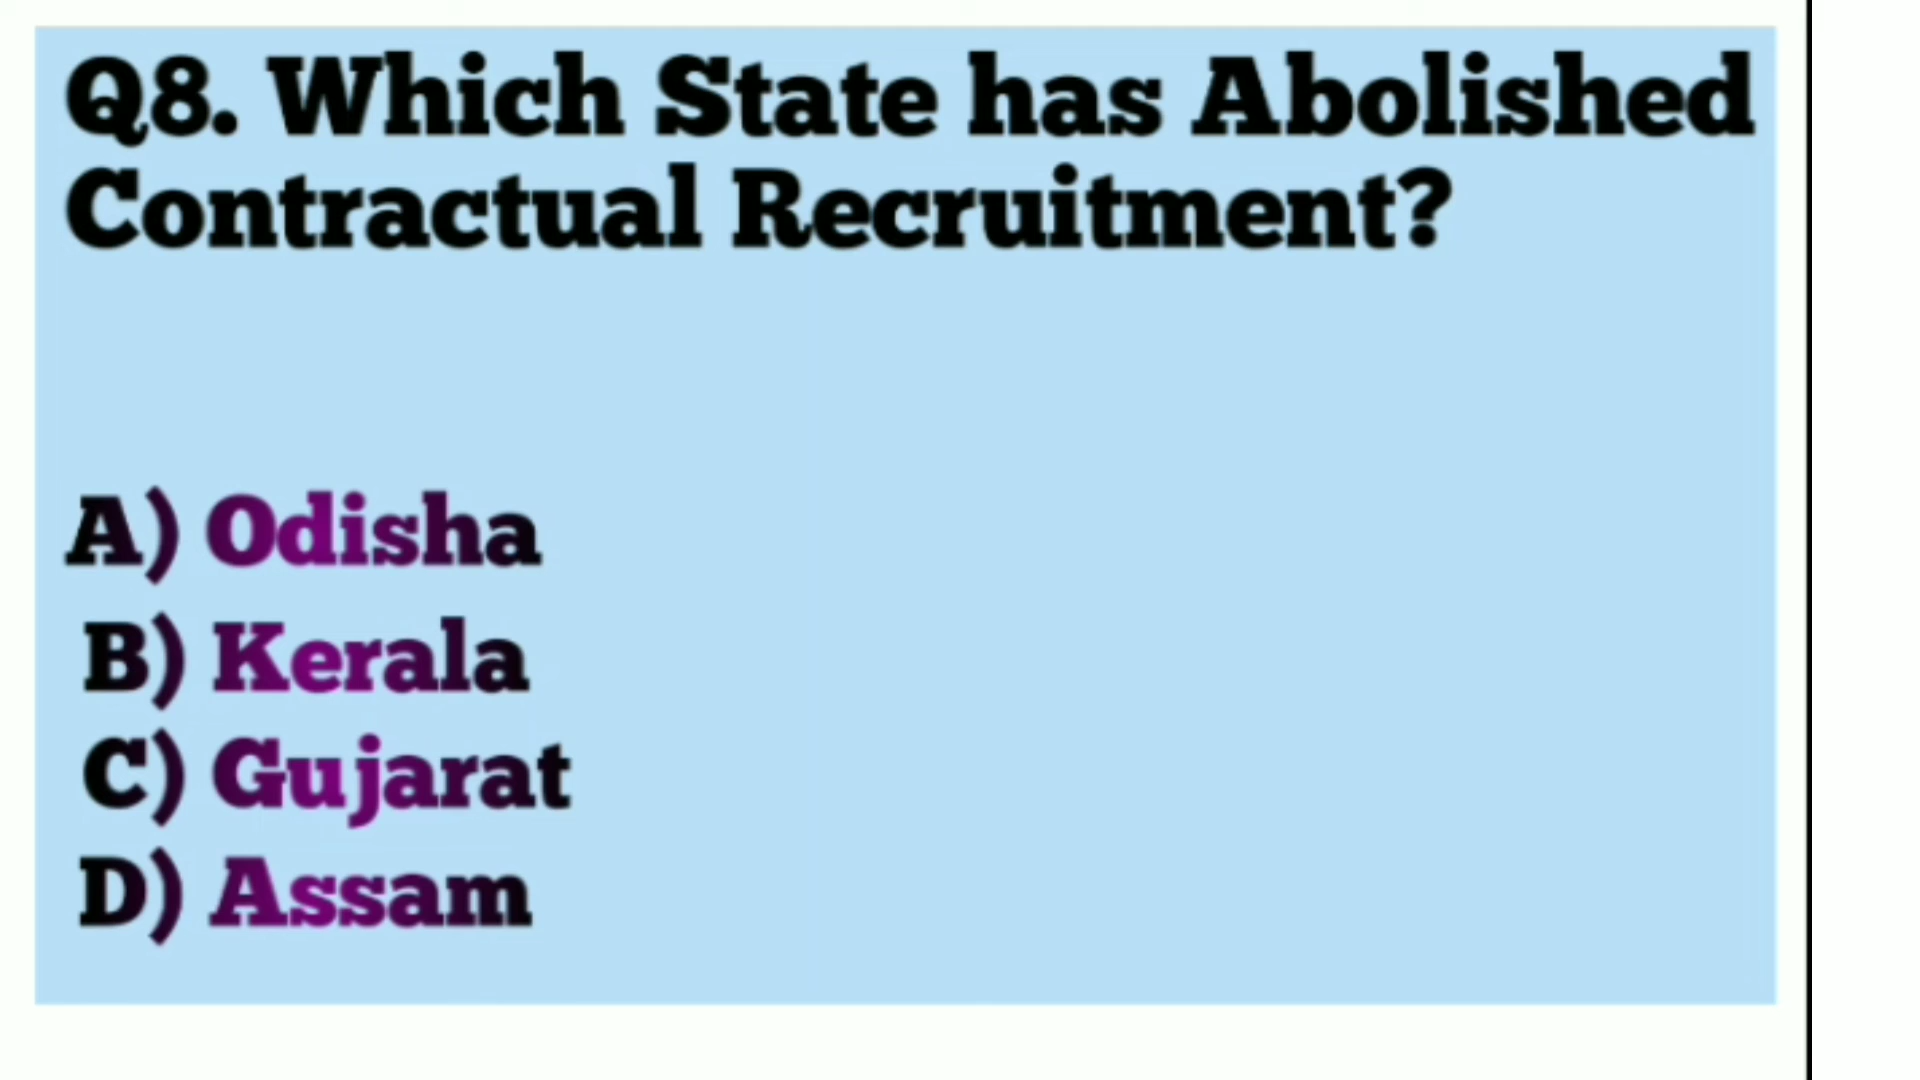 Q8. Which State has Abolished
Contractual Recruitment?
A) Odisha
B) Kerala
C) Gujarat
D) Assam